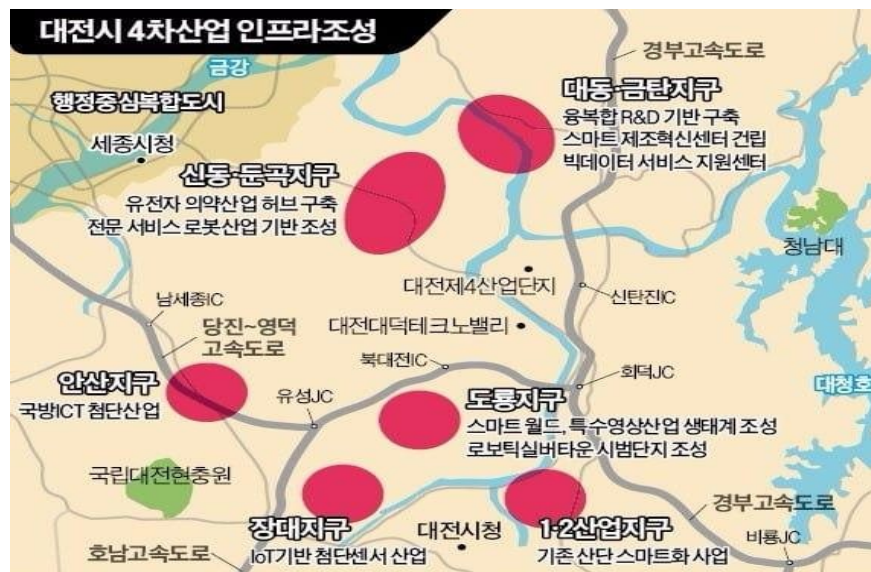 대전시 4차산업 인프라조성
금강
경부고속도로
행정중심복합도시
세종시청
대동·금탄지구
융복합 R&D 기반 구축
스마트 제조혁신센터 건립
빅데이터 서비스 지원센터
신동·둔곡지구
유전자 의약산업 허브 구축
전문 서비스 로봇산업 기반 조성
청남대
대전제4산업단지
남세종IC
신탄진IC
당진~영덕
고속도로
대전대덕테크노밸리
북대전IC
회덕JC
안산지구
국방ICT 첨단산업
유성JC
대청호
도룡지구
스마트 월드, 특수영상산업 생태계 조성
로보틱실버타운 시범단지 조성
국립대전현충원
경부고속도로
장대지구
IoT기반 첨단센서 산업
대전시청
1·2산업지구
기존 산단 스마트화 사업
비룡JC
호남고속도로